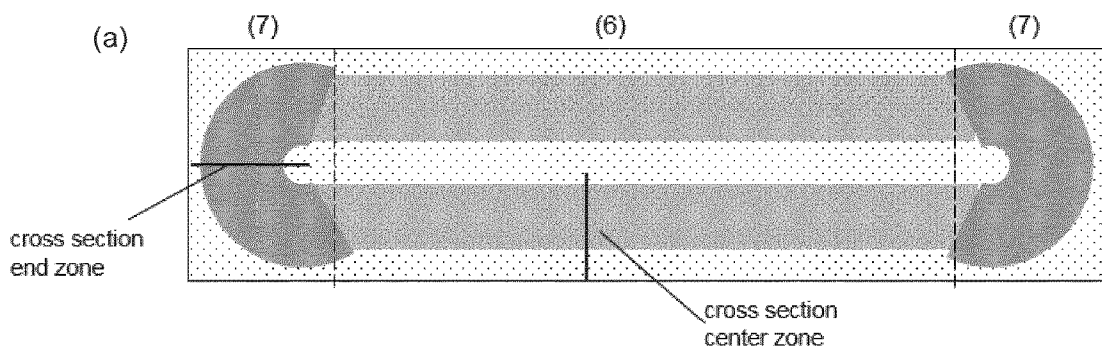 (a)
(7)
(6)
(7)
cross section
end zone
cross section
center zone